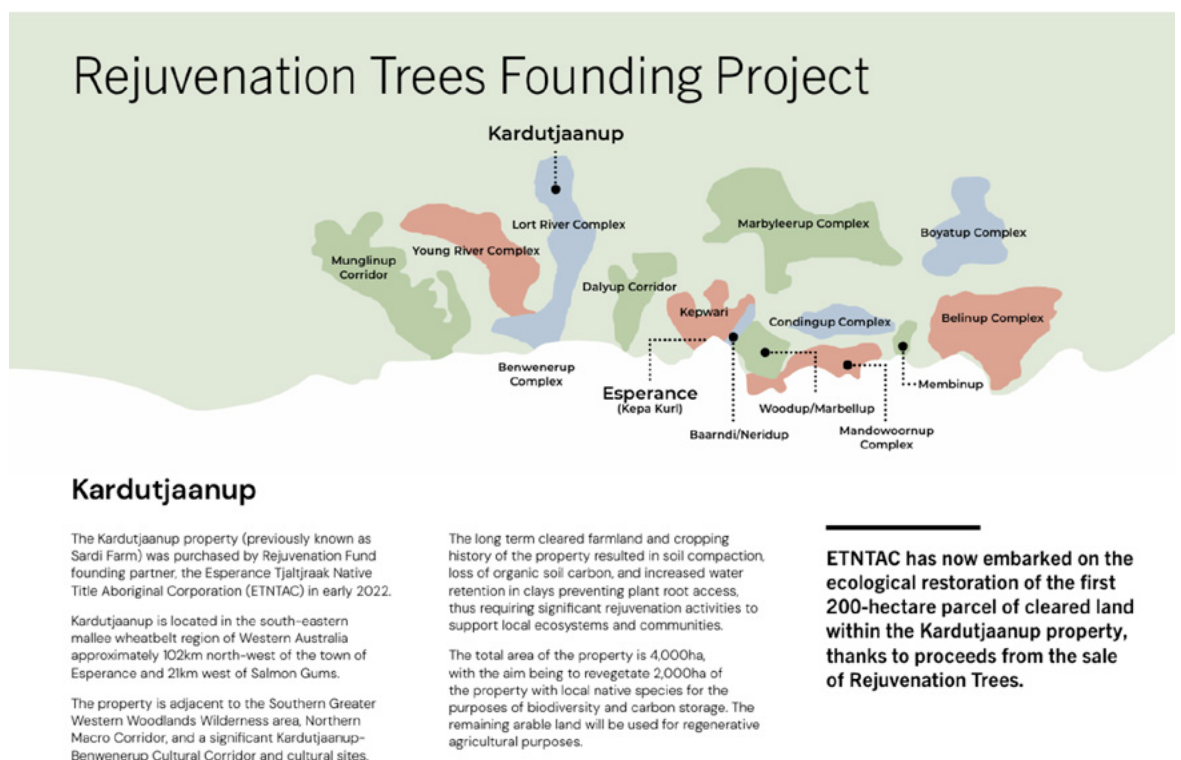 Rejuvenation Trees Founding Project
Kardutjaanup
Lort River Complex
Marbyleerup Complex
Boyatup Complex
Young River Complex
Munglinup
Corridor
Dalyup Corridor
Kepwari
Condingup Complex
Belinup Complex
Benwenerup
Complex
Esperance
(Kepa Kurl)
Membinup
Woodup/Marbellup
Baarndi/Neridup
Mandowoornup
Complex
Kardutjaanup
The Kardutjaanup property (previously known as
Sardi Farm) was purchased by Rejuvenation Fund
founding partner, the Esperance Tjaltjraak Native
Title Aboriginal Corporation (ETNTAC) in early 2022.
Kardutjaanup is located in the south-eastern
mallee wheatbelt region of Western Australia
approximately 102km north-west of the town of
Esperance and 21km west of Salmon Gums.
The property is adjacent to the Southern Greater
Western Woodlands Wilderness area, Northern
Macro Corridor, and a significant Kardutjaanup-
Benwenerup Cultural Corridor and cultural sites.
The long term cleared farmland and cropping
history of the property resulted in soil compaction,
loss of organic soil carbon, and increased water
retention in clays preventing plant root access,
thus requiring significant rejuvenation activities to
support local ecosystems and communities.
The total area of the property is 4,000ha,
with the aim being to revegetate 2,000ha of
the property with local native species for the
purposes of biodiversity and carbon storage. The
remaining arable land will be used for regenerative
agricultural purposes.
ETNTAC has now embarked on the
ecological restoration of the first
200-hectare parcel of cleared land
within the Kardutjaanup property,
thanks to proceeds from the sale
of Rejuvenation Trees.